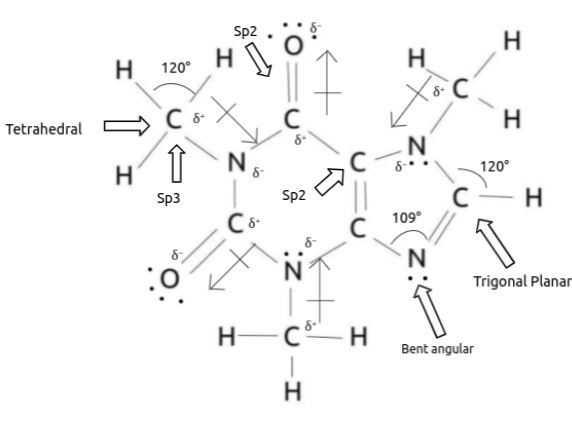 Sp2
δ-
O
H
H
H
120°
H
δ+
C
δ+
C
H
Tetrahedral
C
δ+
N
δ-
N
δ-
C
120°
H
Sp3
Sp2
C
H
C
δ+
109°
δ-
δ-
C
N
O
N
Trigonal Planar
δ+
H
C
H
Bent angular
H